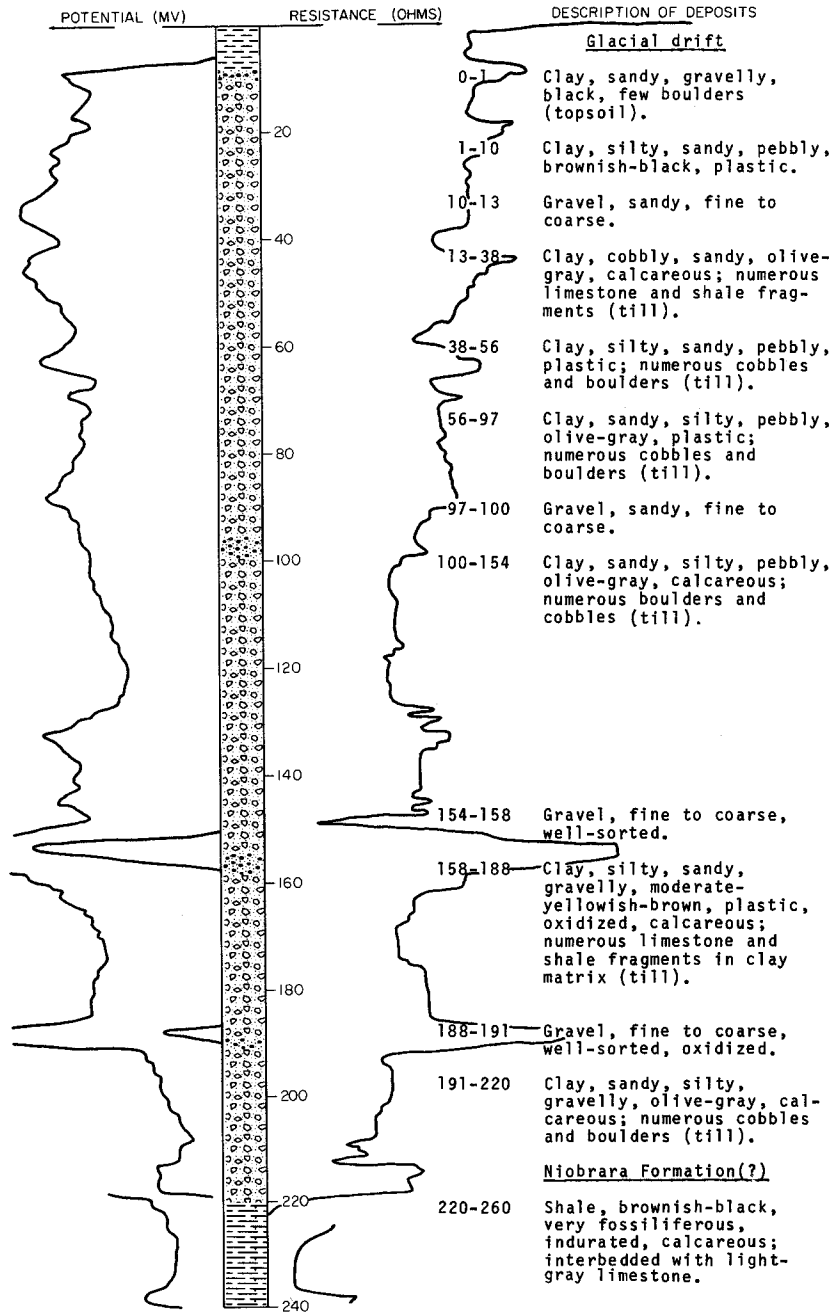 POTENTIAL (MV)
RESISTANCE (OHMS)
DESCRIPTION OF DEPOSITS
Glacial drift
0-1 Clay, sandy, gravelly,
black, few boulders
(topsoil).
20
1-10 Clay, silty, sandy, pebbly,
brownish-black, plastic.
10-13 Gravel, sandy, fine to
coarse.
40
13-38 Clay, cobbly, sandy, olive-
gray, calcareous; numerous
limestone and shale frag-
ments (till).
60
38-56 Clay, silty, sandy, pebbly,
plastic; numerous cobbles
and boulders (till).
56-97 Clay, sandy, silty, pebbly,
olive-gray, plastic;
80
numerous cobbles and
boulders (till).
97-100 Gravel, sandy, fine to
coarse.
100
100-154 Clay, sandy, silty, pebbly,
olive-gray, calcareous;
numerous boulders and
cobbles (till).
120
140
154-158 Gravel, fine to coarse,
well-sorted.
160
158-188 Clay, silty, sandy,
gravelly, moderate-
yellowish-brown, plastic,
oxidized, calcareous;
numerous limestone and
shale fragments in clay
matrix (till).
180
188-191 Gravel, fine to coarse,
well-sorted, oxidized.
200
191-220 Clay, sandy, silty,
gravelly, olive-gray, cal-
careous; numerous cobbles
and boulders (till).
Niobrara Formation(?)
220
220-260 Shale, brownish-black,
very fossiliferous,
indurated, calcareous;
interbedded with light-
gray limestone.
240